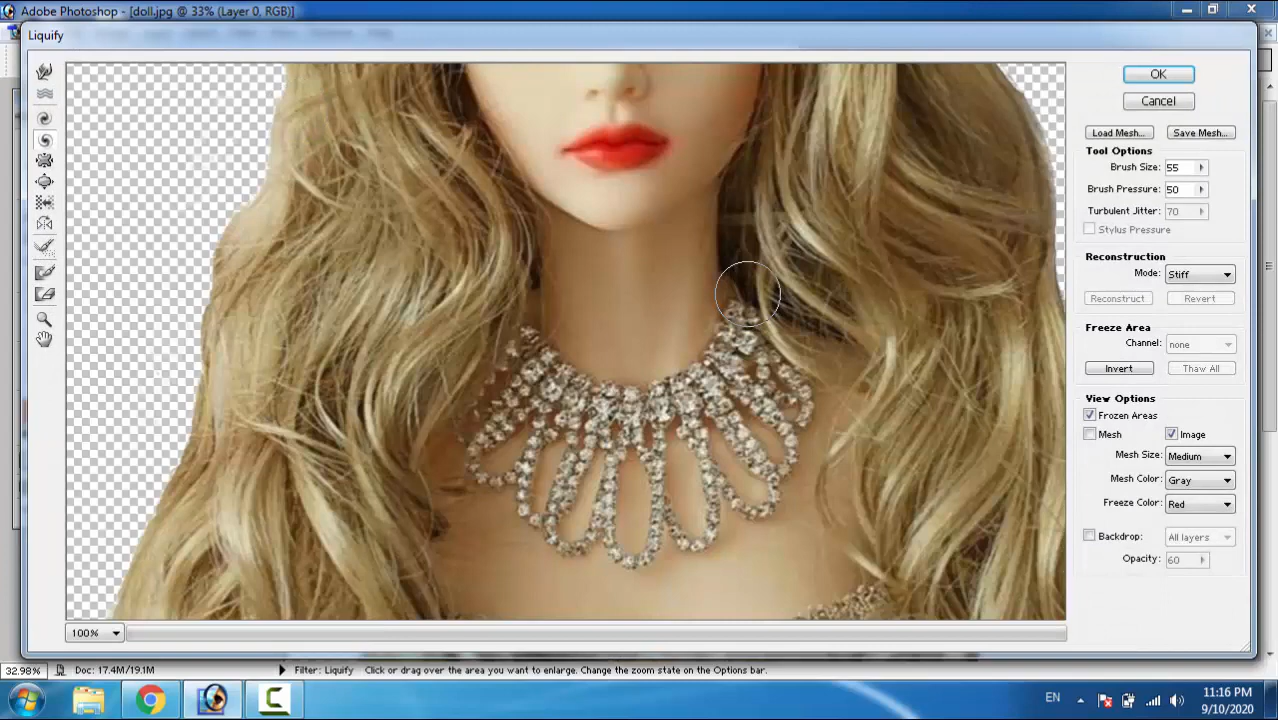 Adobe Photoshop - [doll.jpg @ 33% (Layer 0, RGB)]
Liquify
OK
Cancel
Load Mesh... Save Mesh...
Tool Options
Brush Size: 55
Brush Pressure: 50
Turbulent Jitter: 70
Stylus Pressure
Reconstruction
Mode: Stiff
Reconstruct Revert
Freeze Area
Channel: none
Invert Thaw All
View Options
Frozen Areas
Mesh Image
Mesh Size: Medium
Mesh Color: Gray
Freeze Color: Red
Backdrop: All layers
Opacity: 60
100%
32.98% Doc: 17.4M/19.1M Filter: Liquify Click or drag over the area you want to enlarge. Change the zoom state on the Options bar.
EN
11:16 PM
9/10/2020